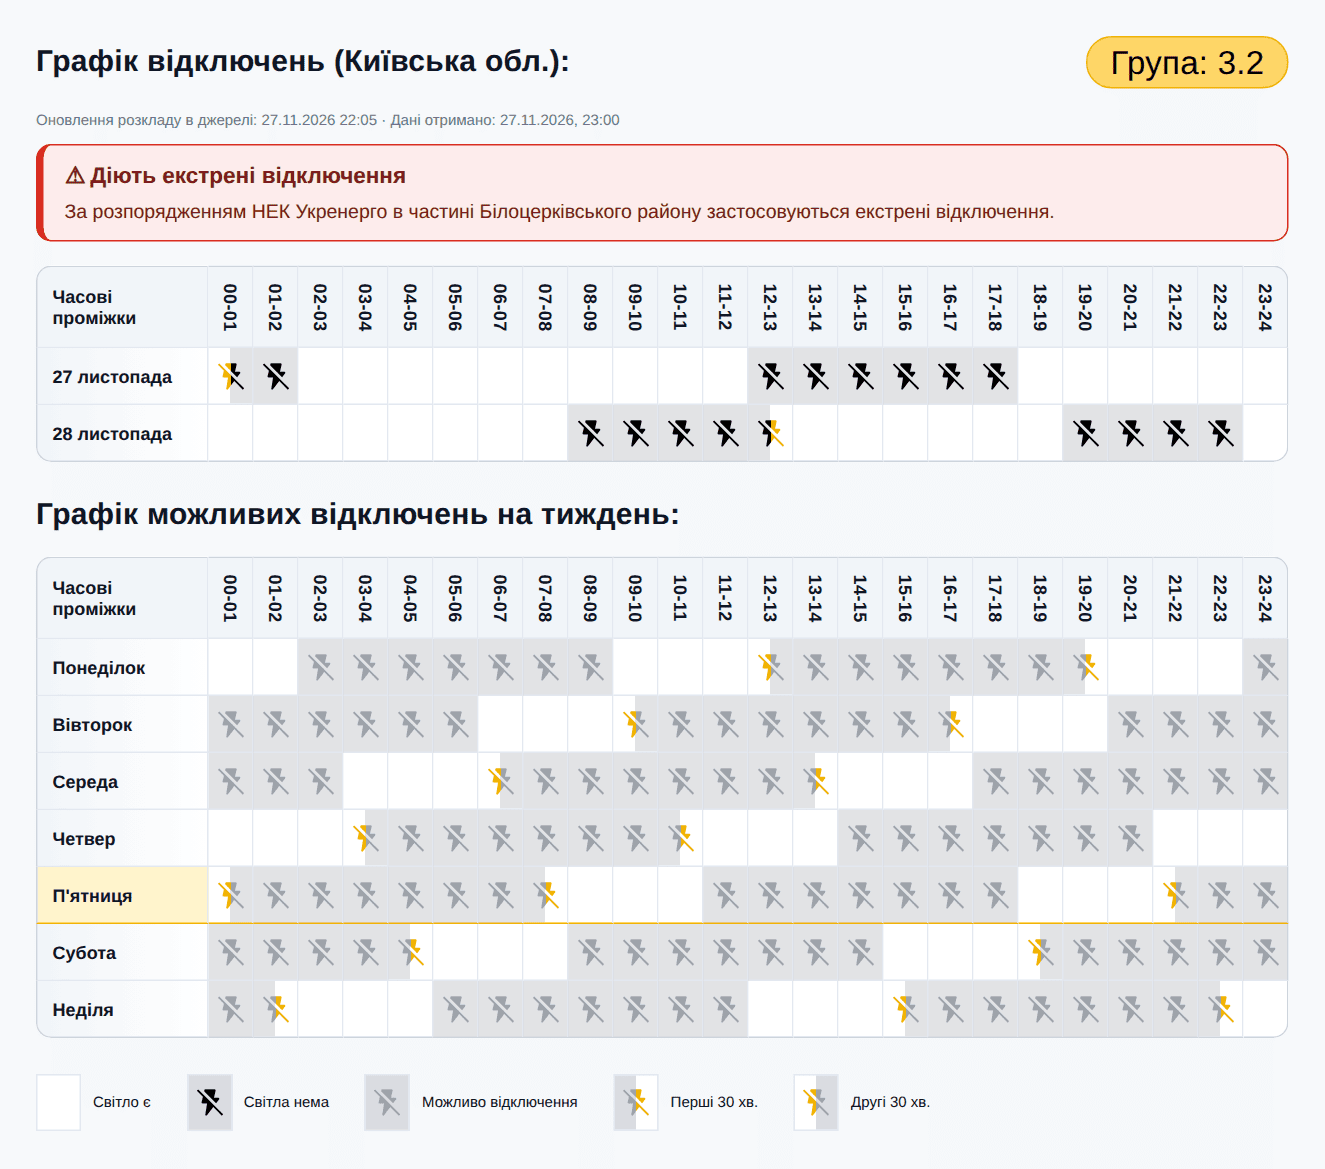 Графік відключень (Київська обл.):
Група: 3.2
Оновлення розкладу в джерелі: 27.11.2026 22:05 · Дані отримано: 27.11.2026, 23:00
⚠ Діють екстрені відключення
За розпорядженням НЕК Укренерго в частині Білоцерківського району застосовуються екстрені відключення.
Часові проміжки 00-01 01-02 02-03 03-04 04-05 05-06 06-07 07-08 08-09 09-10 10-11 11-12 12-13 13-14 14-15 15-16 16-17 17-18 18-19 19-20 20-21 21-22 22-23 23-24
27 листопада
28 листопада
Графік можливих відключень на тиждень:
Часові проміжки 00-01 01-02 02-03 03-04 04-05 05-06 06-07 07-08 08-09 09-10 10-11 11-12 12-13 13-14 14-15 15-16 16-17 17-18 18-19 19-20 20-21 21-22 22-23 23-24
Понеділок
Вівторок
Середа
Четвер
П'ятниця
Субота
Неділя
Світло є Світла нема Можливо відключення Перші 30 хв. Другі 30 хв.